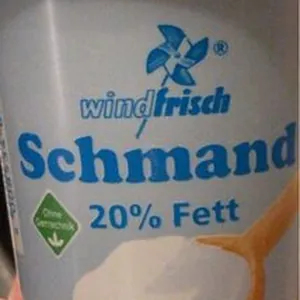 ®
windfrisch
Schmand
20% Fett
Ohne
Gentechnik